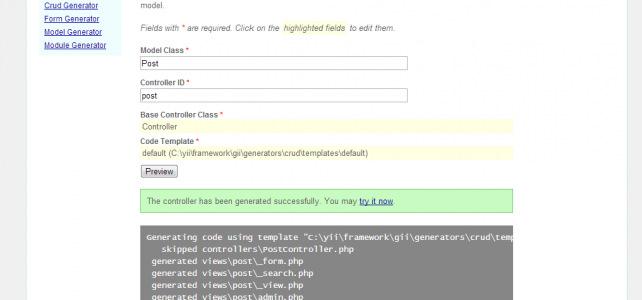 Crud Generator
Form Generator
Model Generator
Module Generator
model.
Fields with * are required. Click on the highlighted fields to edit them.
Model Class *
Post
Controller ID *
post
Base Controller Class *
Controller
Code Template *
default (C:\yii\framework\gii\generators\crud\templates\default)
Preview
The controller has been generated successfully. You may try it now.
Generating code using template "C:\yii\framework\gii\generators\crud\temp
skipped controllers\PostController.php
generated views\post\_form.php
generated views\post\_search.php
generated views\post\_view.php
generated views\post\admin.php